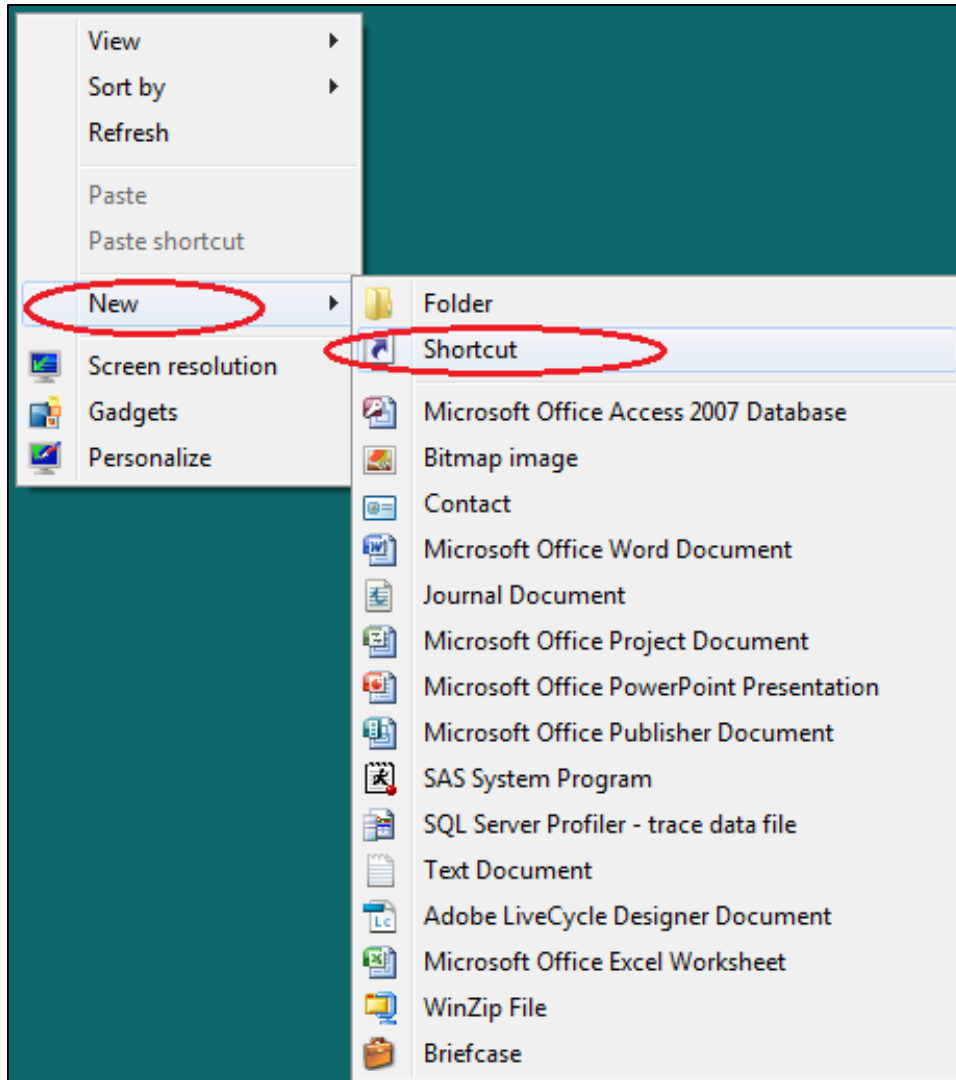 View
Sort by
Refresh
Paste
Paste shortcut
New
Screen resolution
Gadgets
Personalize
Folder
Shortcut
Microsoft Office Access 2007 Database
Bitmap image
Contact
Microsoft Office Word Document
Journal Document
Microsoft Office Project Document
Microsoft Office PowerPoint Presentation
Microsoft Office Publisher Document
SAS System Program
SQL Server Profiler - trace data file
Text Document
Adobe LiveCycle Designer Document
Microsoft Office Excel Worksheet
WinZip File
Briefcase